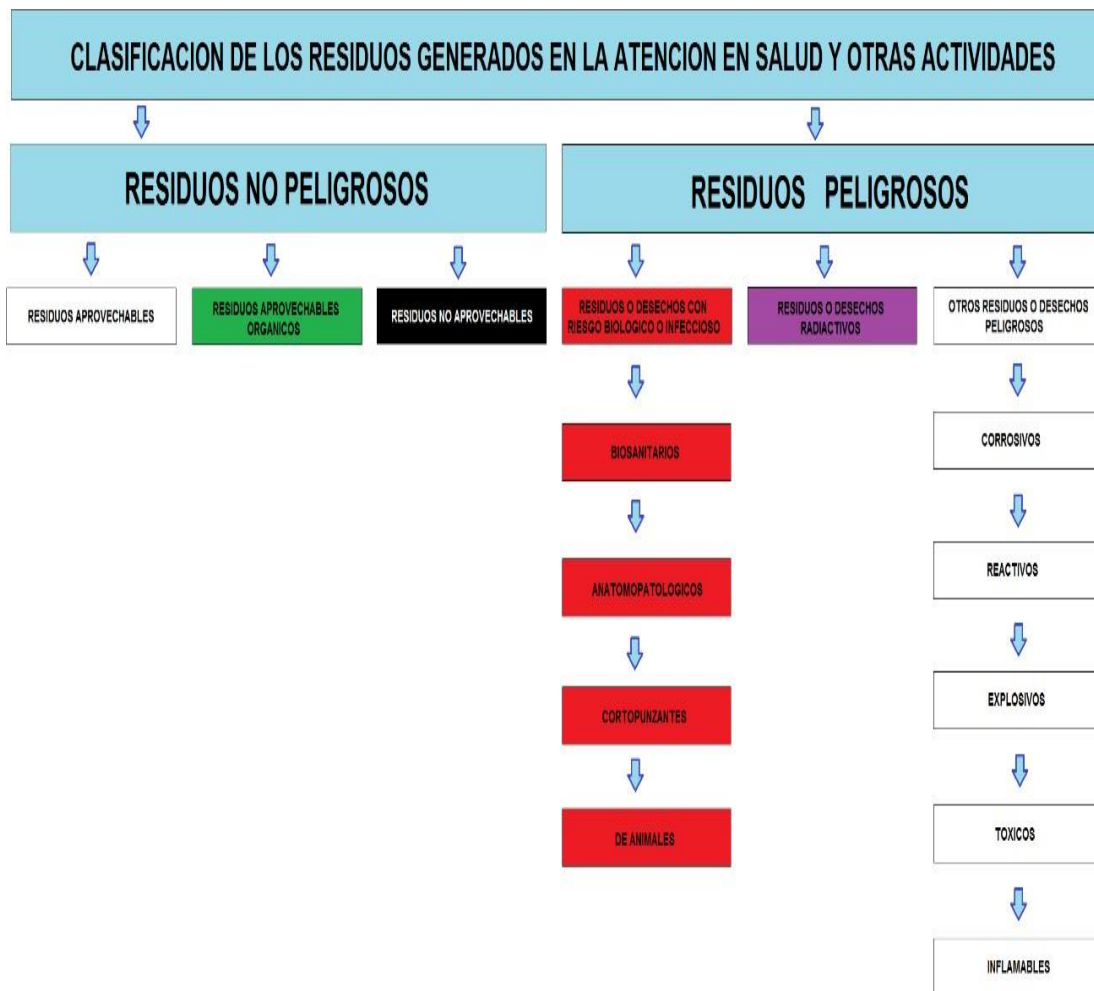 CLASIFICACION DE LOS RESIDUOS GENERADOS EN LA ATENCION EN SALUD Y OTRAS ACTIVIDADES
RESIDUOS NO PELIGROSOS
RESIDUOS PELIGROSOS
RESIDUOS APROVECHABLES
RESIDUOS APROVECHABLES
ORGANICOS
RESIDUOS NO APROVECHABLES
RESIDUOS O DESECHOS CON
RIESGO BIOLOGICO O INFECCIOSO
RESIDUOS O DESECHOS
RADIACTIVOS
OTROS RESIDUOS O DESECHOS
PELIGROSOS
BIOSANITARIOS
ANATOMOPATOLOGICOS
CORTOPUNZANTES
DE ANIMALES
CORROSIVOS
REACTIVOS
EXPLOSIVOS
TOXICOS
INFLAMABLES